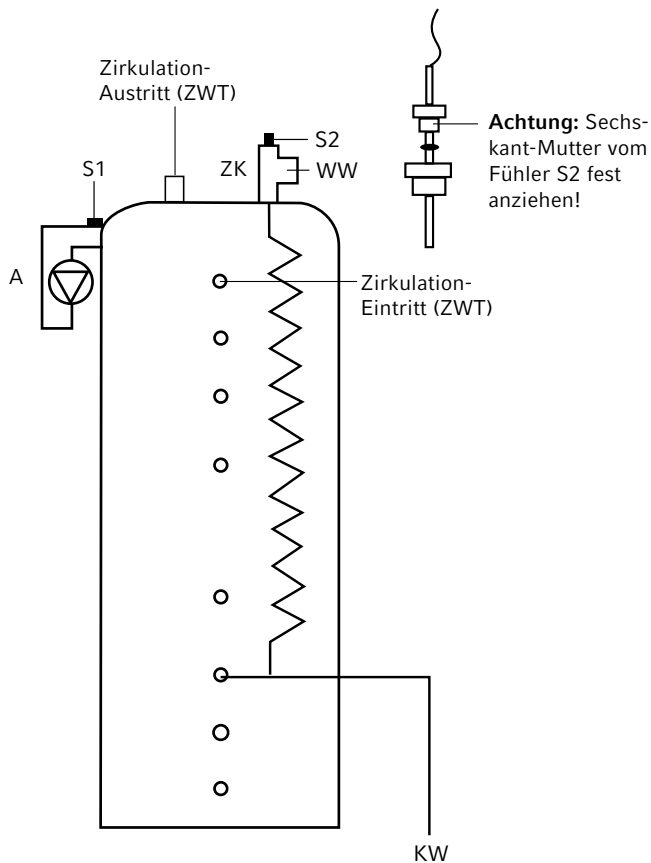 Zirkulation-
Austritt (ZWT)
S2
Achtung: Sechs-
kant-Mutter vom
Fühler S2 fest
anziehen!
ZK
WW
S1
A
Zirkulation-
Eintritt (ZWT)
KW